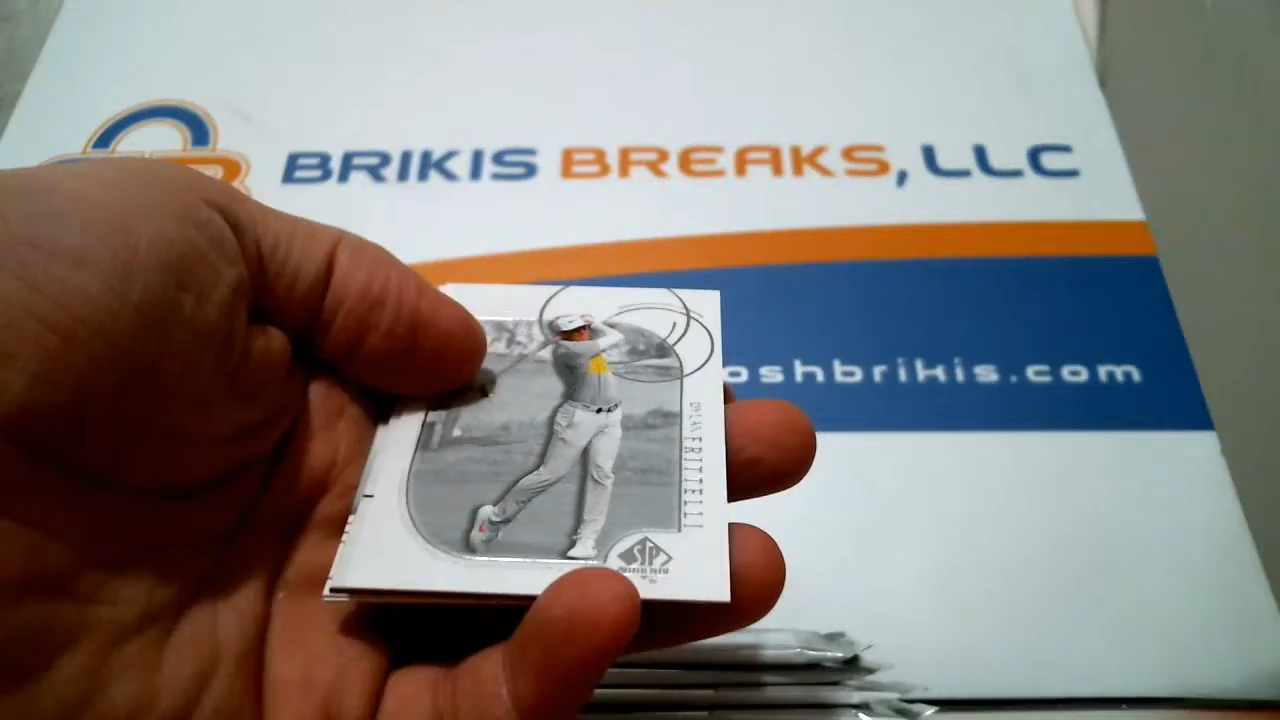 BRIKIS BREAKS, LLC
oshbrikis.com
DYLAN FRITTELLI
SP
AUTHENTIC